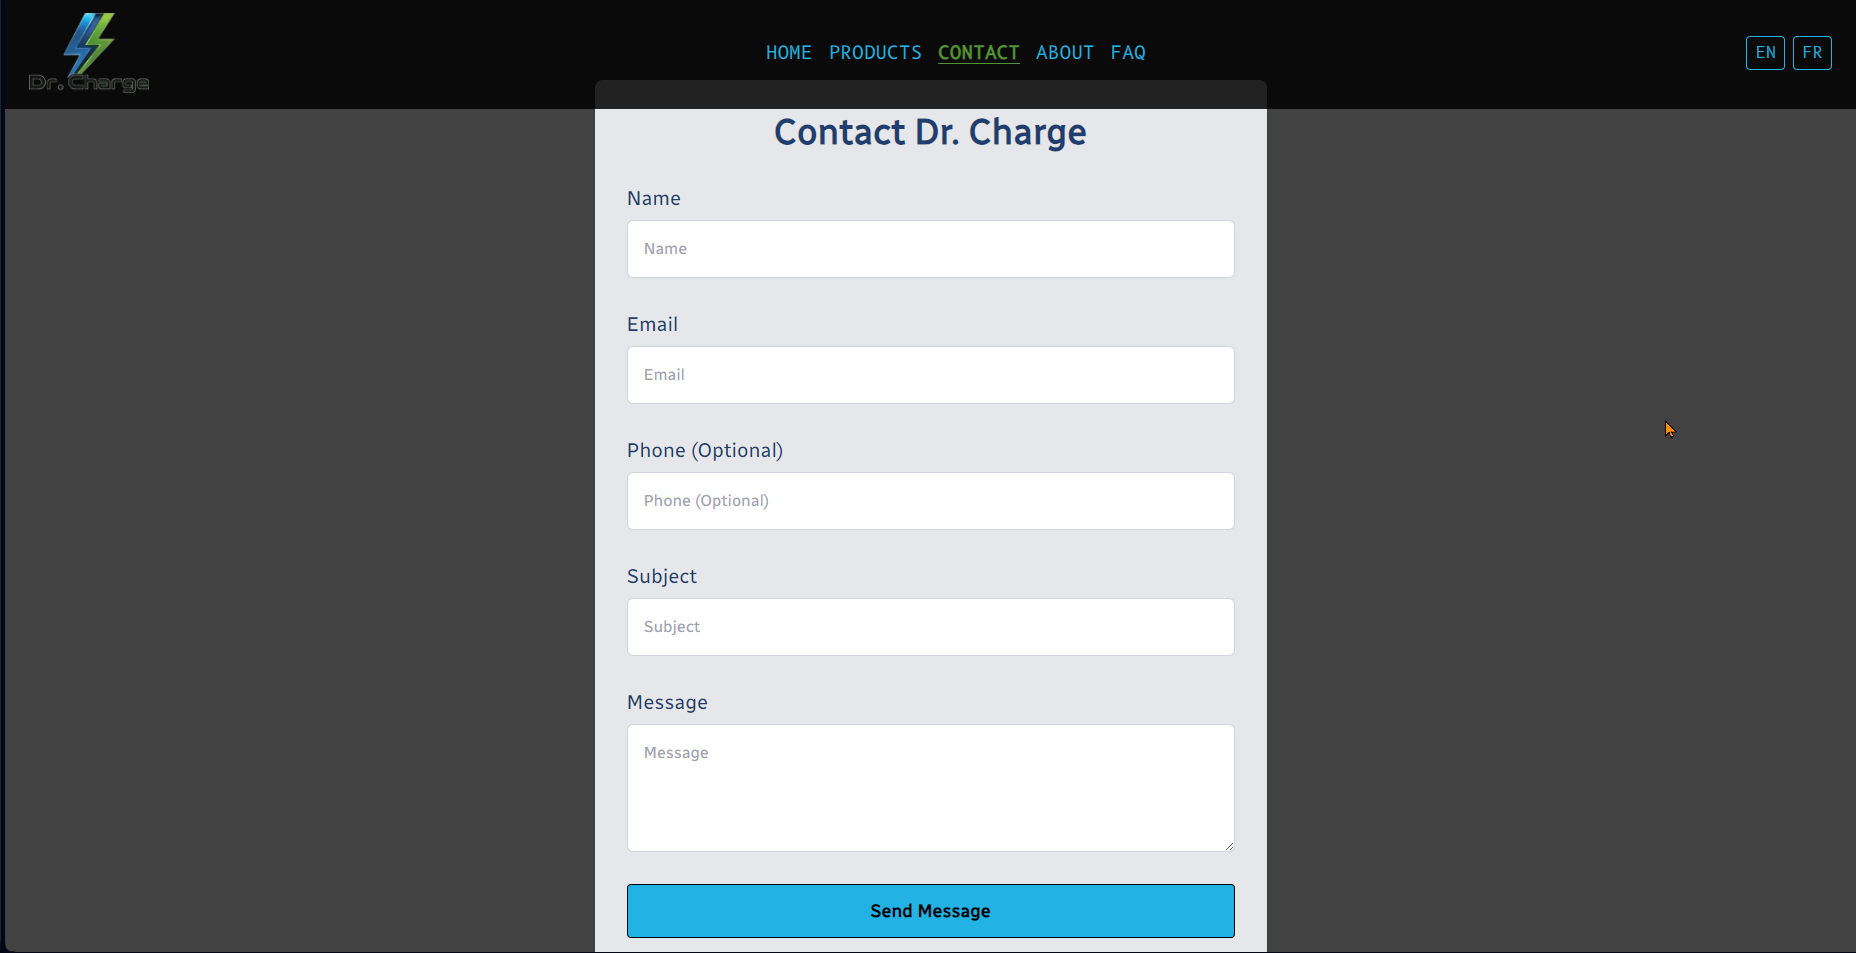 Dr. Charge
HOME PRODUCTS CONTACT ABOUT FAQ
EN FR
Contact Dr. Charge
Name
Name
Email
Email
Phone (Optional)
Phone (Optional)
Subject
Subject
Message
Message
Send Message